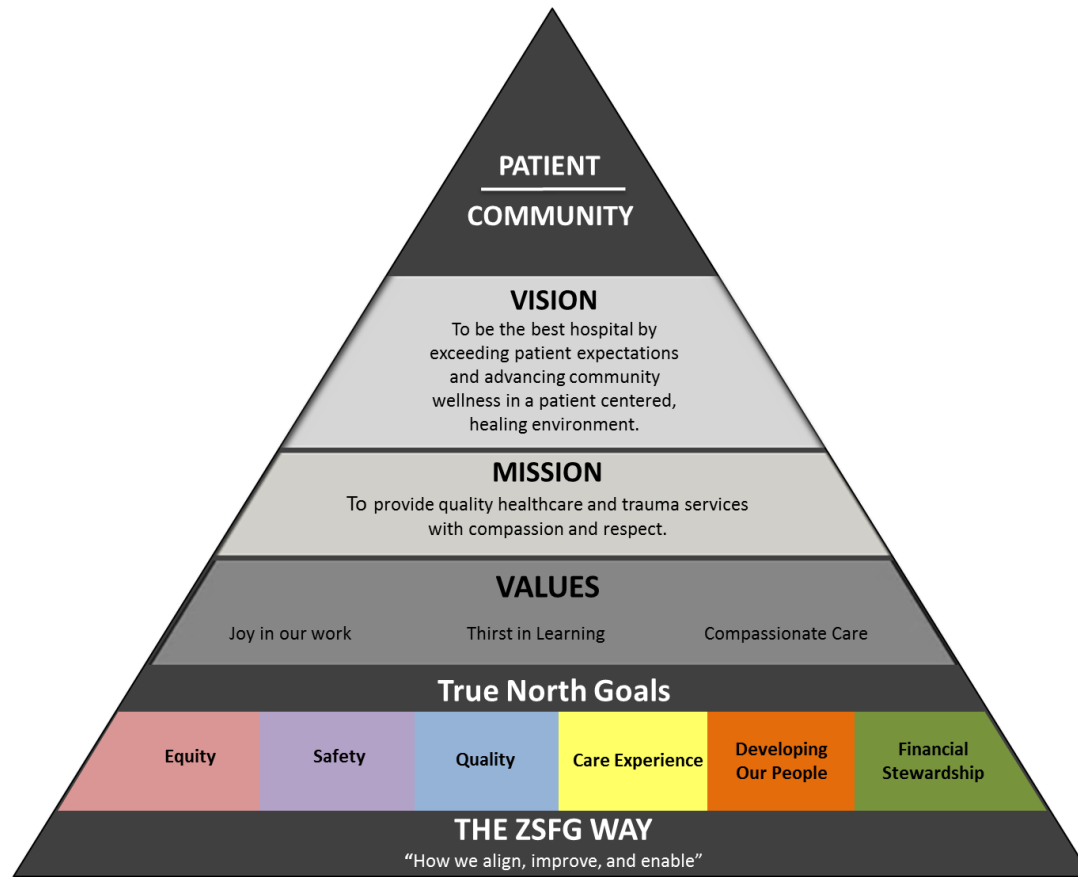 PATIENT
COMMUNITY
VISION
To be the best hospital by
exceeding patient expectations
and advancing community
wellness in a patient centered,
healing environment.
MISSION
To provide quality healthcare and trauma services
with compassion and respect.
VALUES
Joy in our work Thirst in Learning Compassionate Care
True North Goals
Equity Safety Quality Care Experience Developing Our People Financial Stewardship
THE ZSFG WAY
“How we align, improve, and enable”